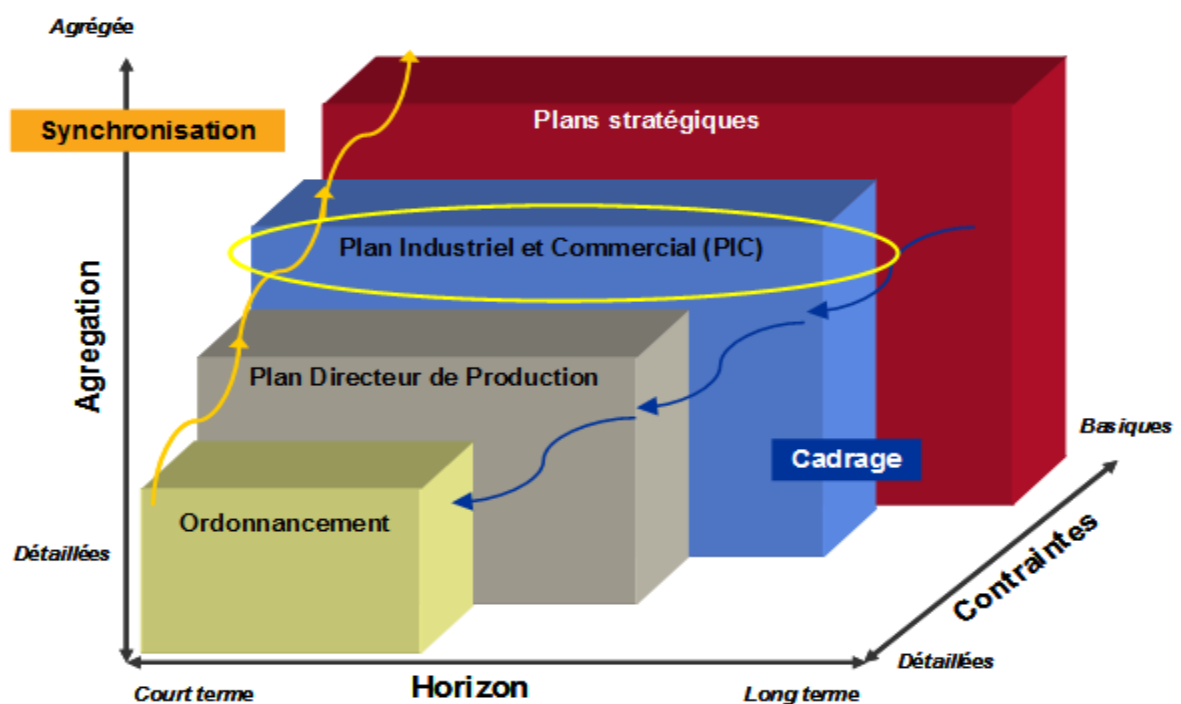 Agrégée
Synchronisation
Plans stratégiques
Plan Industriel et Commercial (PIC)
Agregation
Plan Directeur de Production
Basiques
Cadrage
Ordonnancement
Détaillées
Contraintes
Détaillées
Court terme
Horizon
Long terme